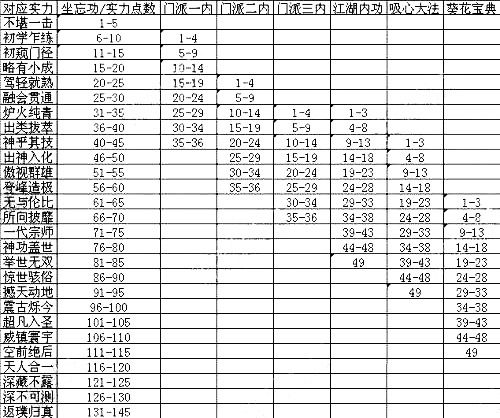 对应实力 坐忘功/实力点数 门派一内 门派二内 门派三内 江湖内功 吸心大法 葵花宝典
不堪一击 1-5
初学乍练 6-10 1-4
初窥门径 11-15 5-9
略有小成 15-20 10-14
驾轻就熟 20-25 15-19 1-4
融会贯通 25-30 20-24 5-9
炉火纯青 31-35 25-29 10-14 1-4 1-3
出类拔萃 36-40 30-34 15-19 5-9 4-8
神乎其技 40-45 35-36 20-24 10-14 9-13 1-3
出神入化 46-50 25-29 15-19 14-18 4-8
傲视群雄 51-55 30-34 20-24 19-23 9-13
登峰造极 56-60 35-36 25-29 24-28 14-18
无与伦比 61-65 30-34 29-33 19-23 1-3
所向披靡 66-70 35-36 34-38 24-28 4-8
一代宗师 71-75 39-43 29-33 9-13
神功盖世 76-80 44-48 34-38 14-18
举世无双 81-85 49 39-43 19-23
惊世骇俗 86-90 44-48 24-28
撼天动地 91-95 49 29-33
震古烁今 96-100 34-38
超凡入圣 101-105 39-43
威镇寰宇 106-110 44-48
空前绝后 111-115 49
天人合一 116-120
深藏不露 121-125
深不可测 126-130
返璞归真 131-145